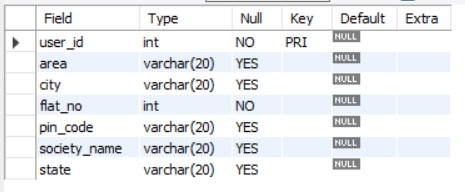 Field Type Null Key Default Extra
user_id int NO PRI NULL
area varchar(20) YES NULL
city varchar(20) YES NULL
flat_no int NO NULL
pin_code varchar(20) YES NULL
society_name varchar(20) YES NULL
state varchar(20) YES NULL